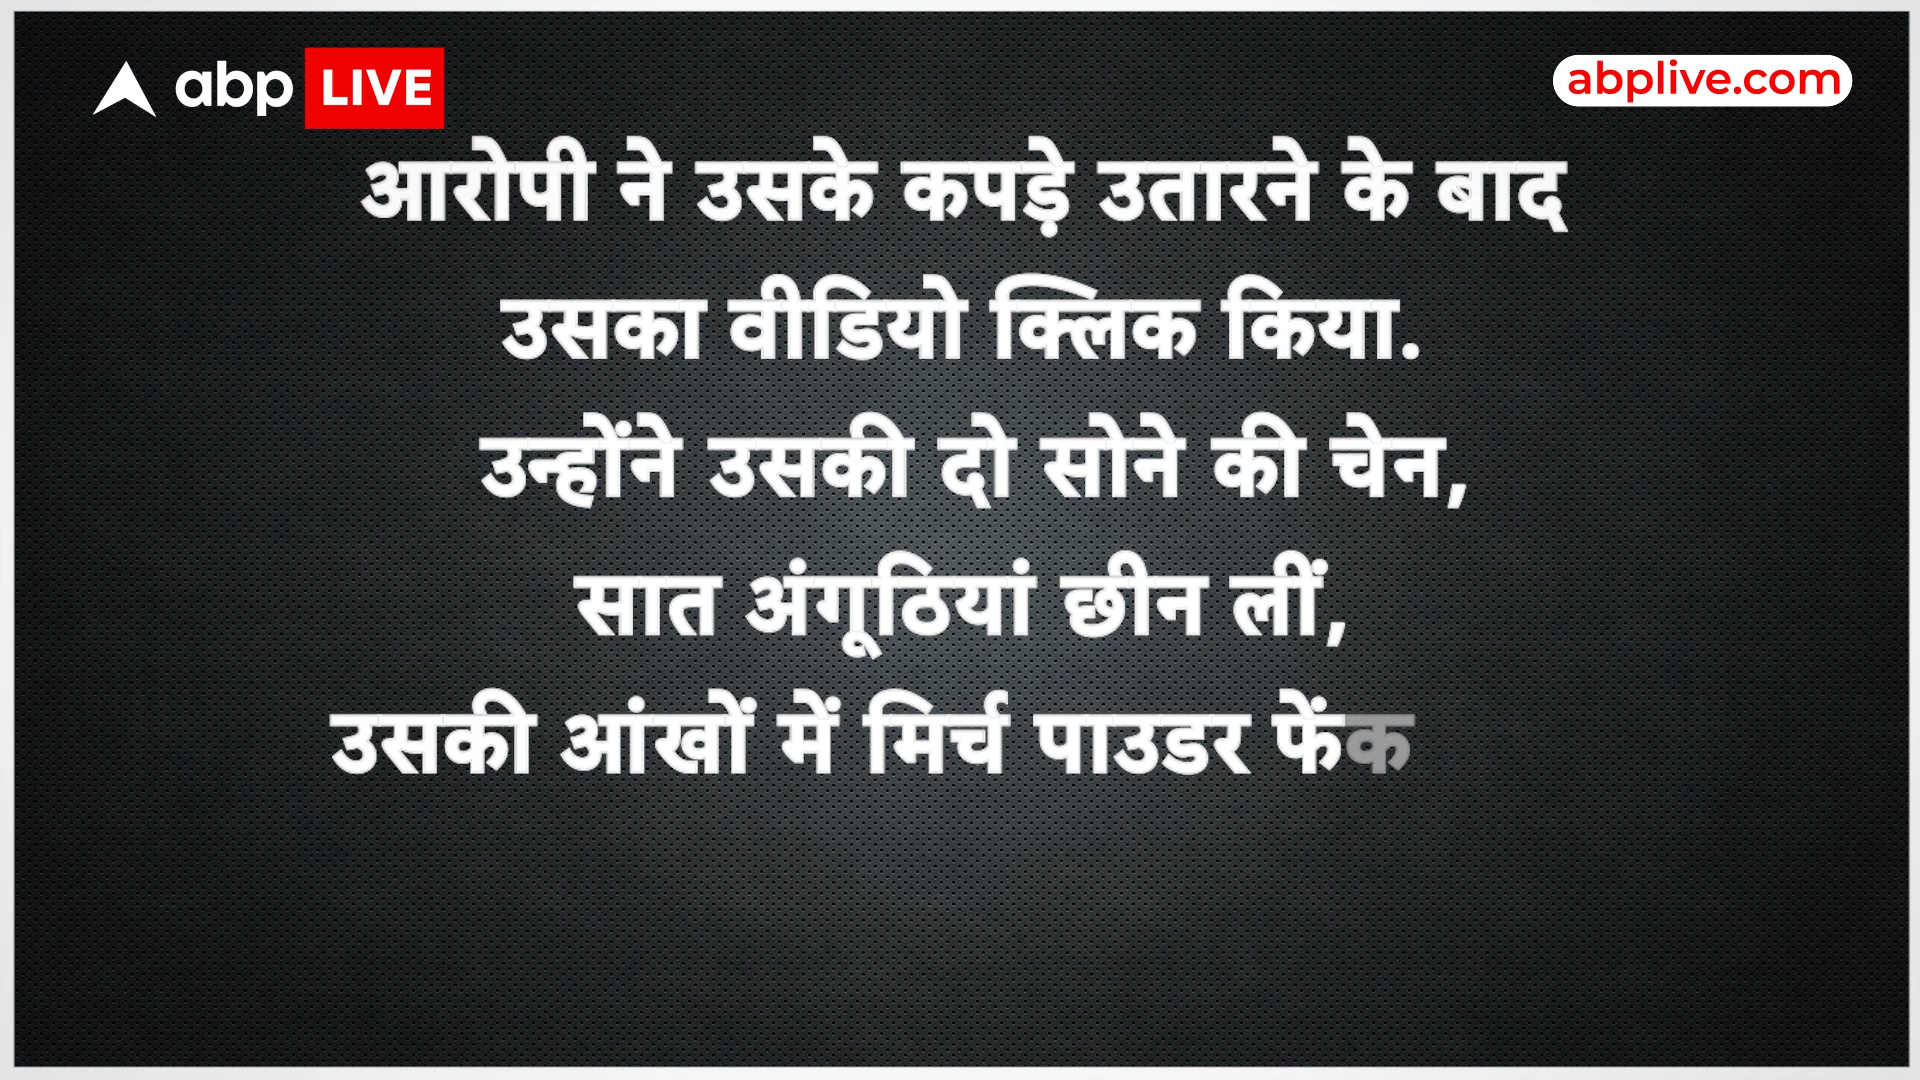 abp LIVE
abplive.com
आरोपी ने उसके कपड़े उतारने के बाद
उसका वीडियो क्लिक किया.
उन्होंने उसकी दो सोने की चेन,
सात अंगूठियां छीन लीं,
उसकी आंखों में मिर्च पाउडर फेंक